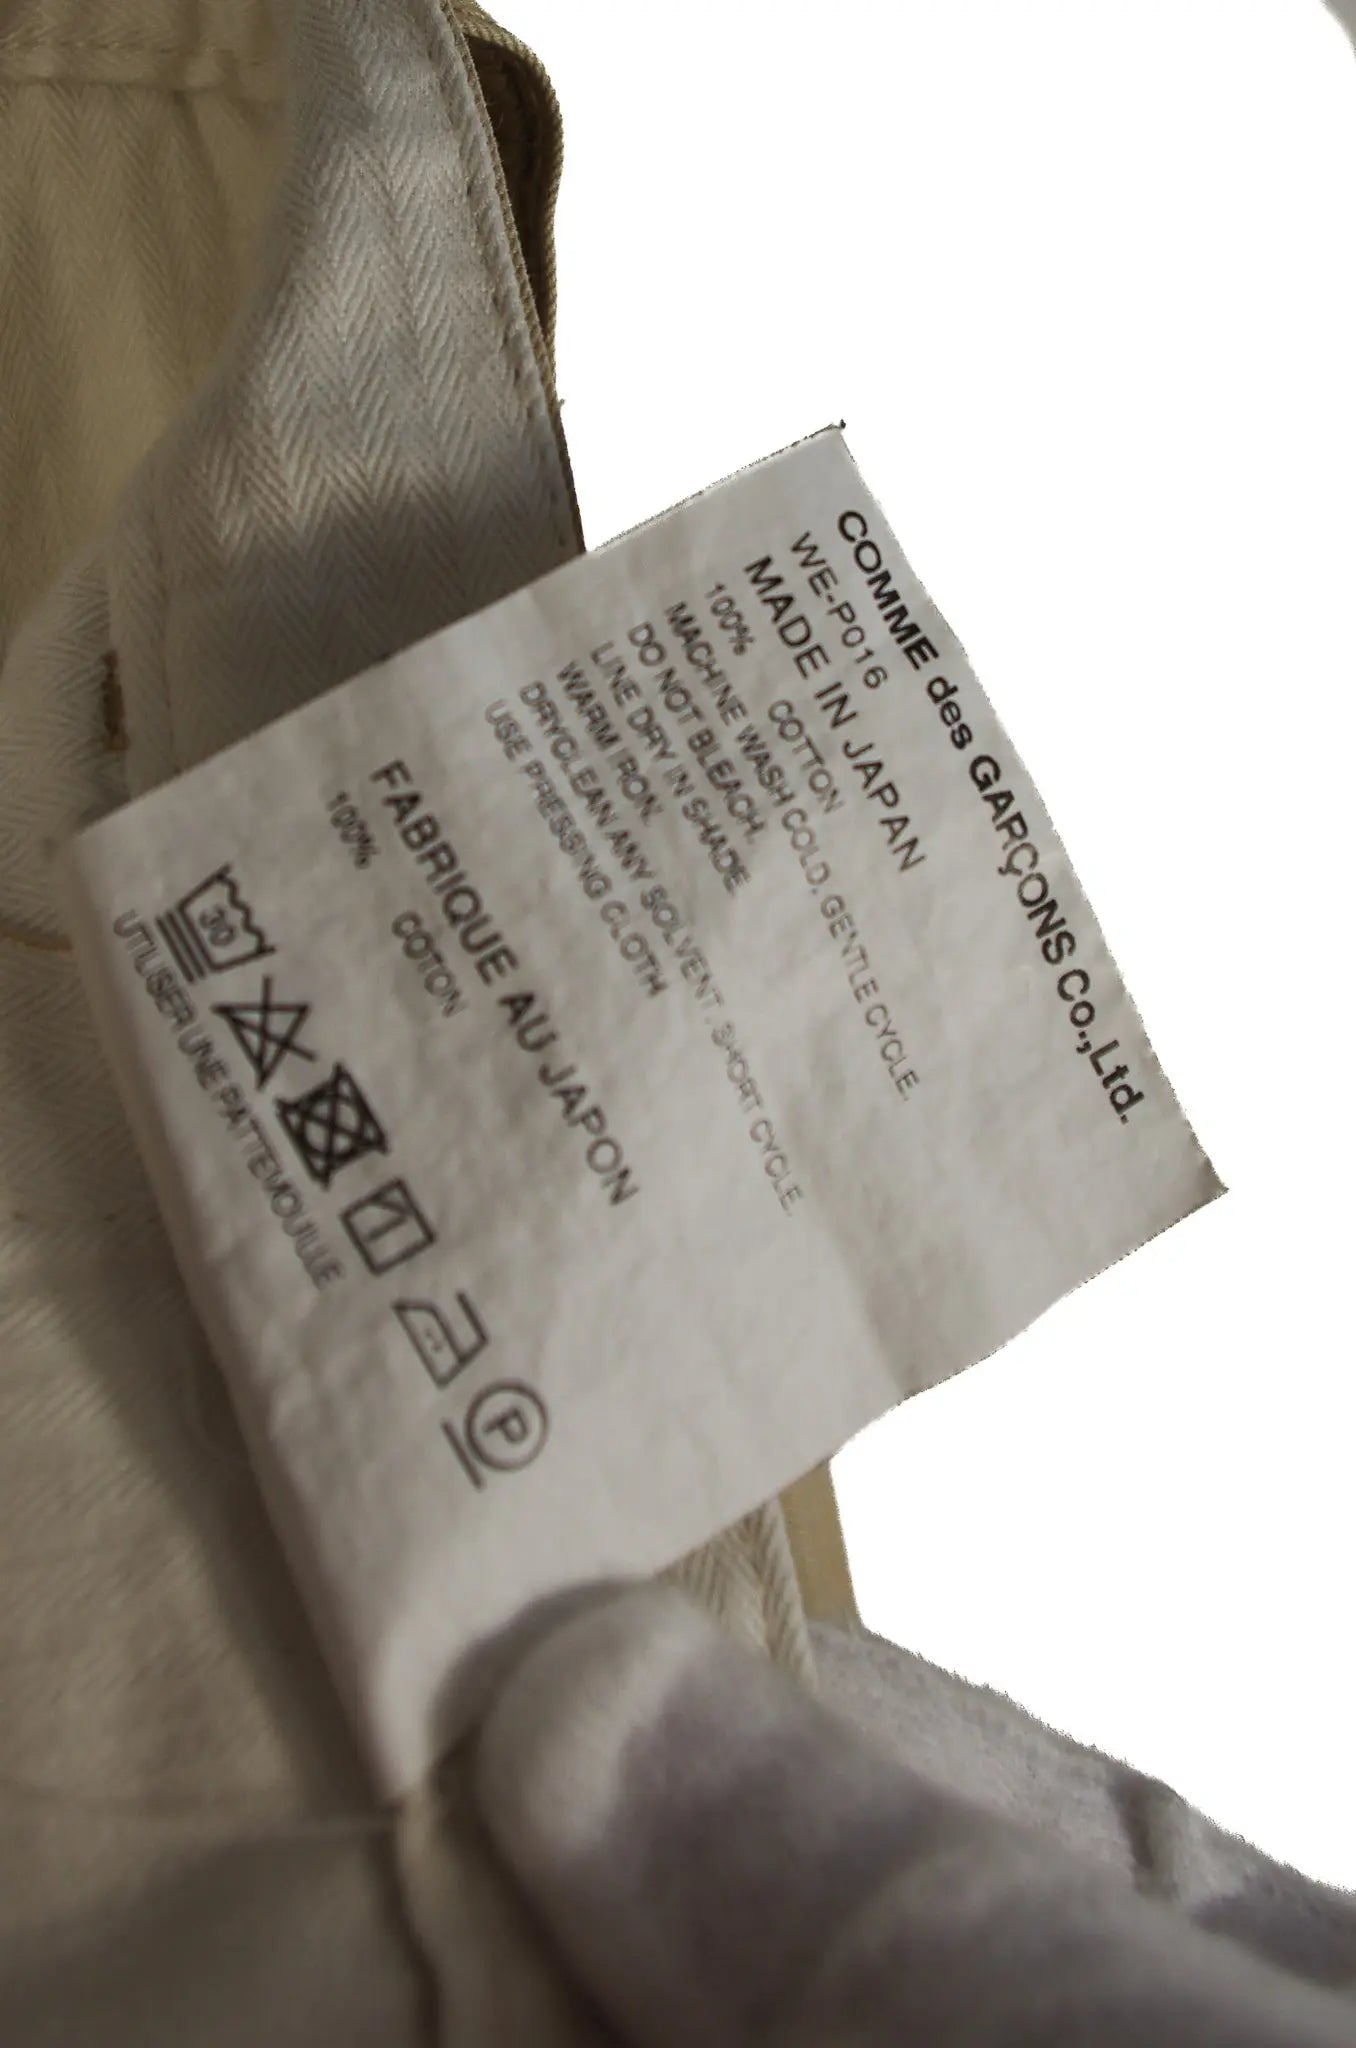 COMME des GARÇONS Co.,Ltd.
WE-P016
MADE IN JAPAN
100% COTTON
MACHINE WASH COLD, GENTLE CYCLE.
DO NOT BLEACH.
LINE DRY IN SHADE.
WARM IRON.
DRYCLEAN ANY SOLVENT. SHORT CYCLE.
USE PRESSING CLOTH
FABRIQUE AU JAPON
100% COTON
30
P
UTILISER UNE PATTEMOUILLE